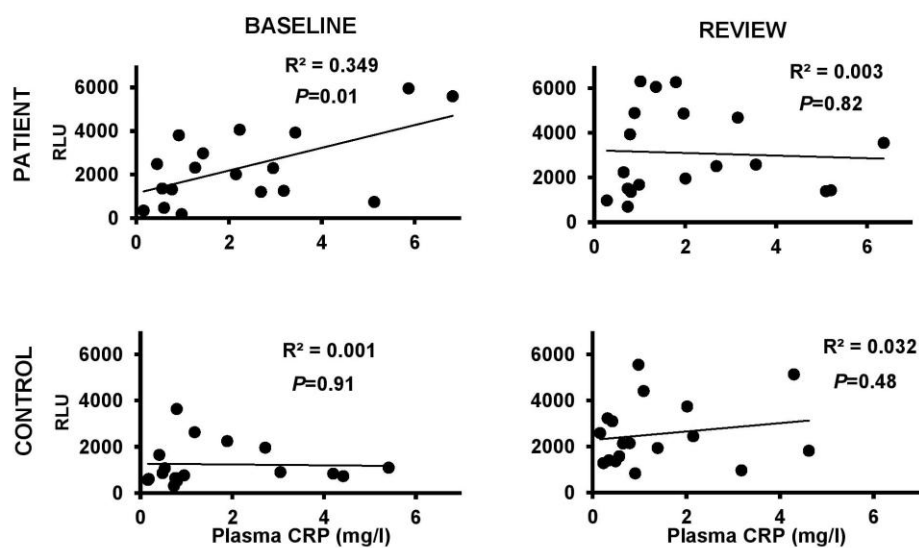 BASELINE
REVIEW
PATIENT
RLU
6000
4000
2000
0
0
2
4
6
R² = 0.349
P=0.01
6000
4000
2000
0
0
2
4
6
R² = 0.003
P=0.82
CONTROL
RLU
6000
4000
2000
0
0
2
4
6
R² = 0.001
P=0.91
Plasma CRP (mg/l)
6000
4000
2000
0
0
2
4
6
R² = 0.032
P=0.48
Plasma CRP (mg/l)